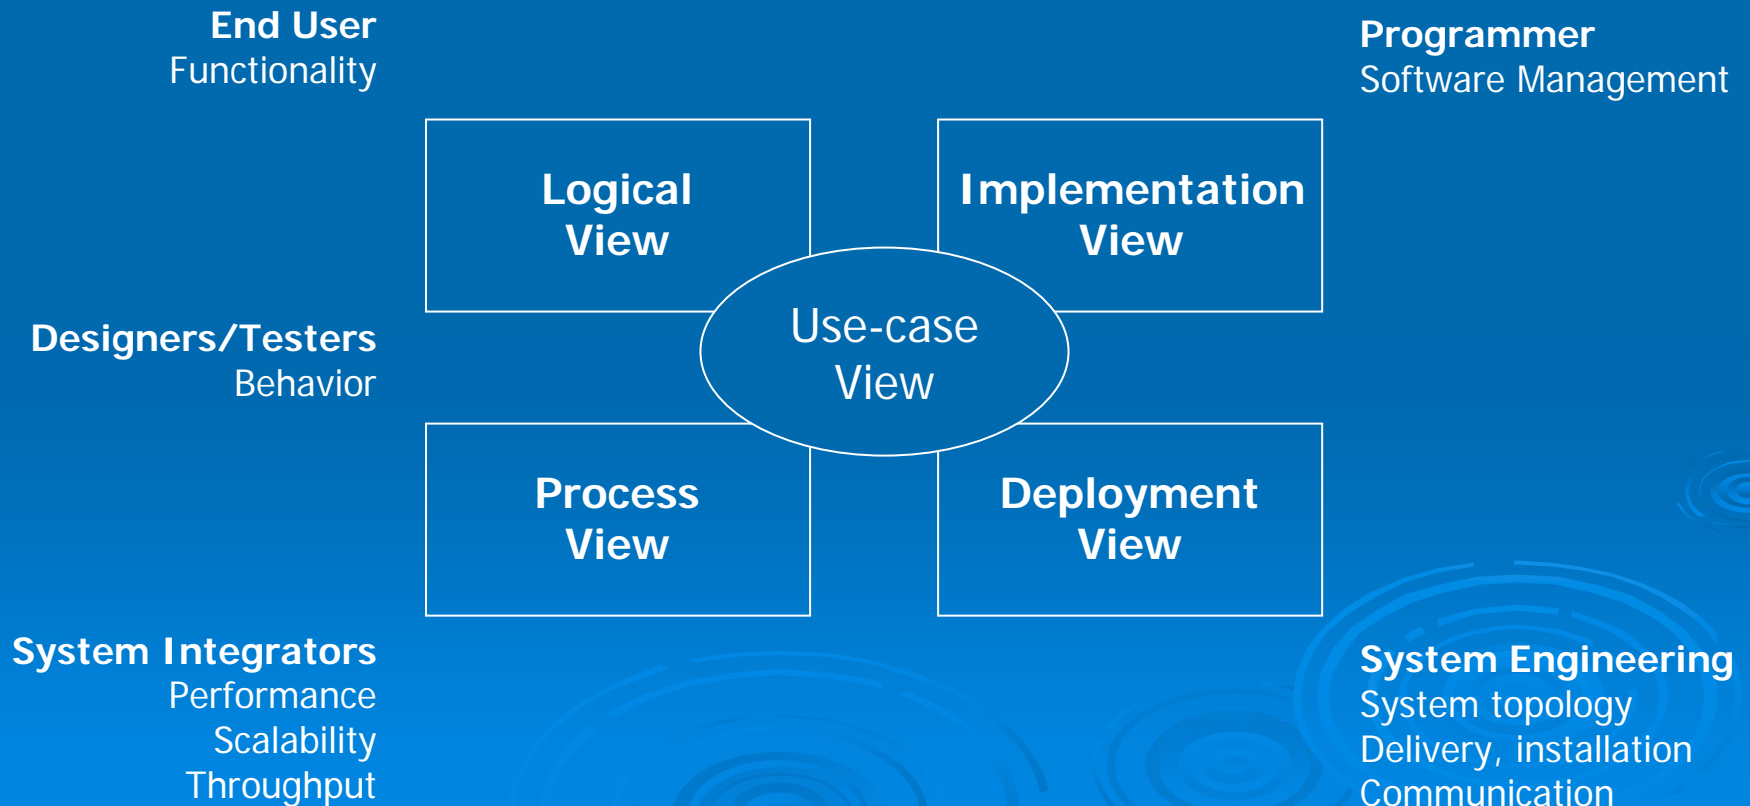 End User
Functionality
Programmer
Software Management
Logical
View
Implementation
View
Use-case
View
Designers/Testers
Behavior
Process
View
Deployment
View
System Integrators
Performance
Scalability
Throughput
System Engineering
System topology
Delivery, installation
Communication